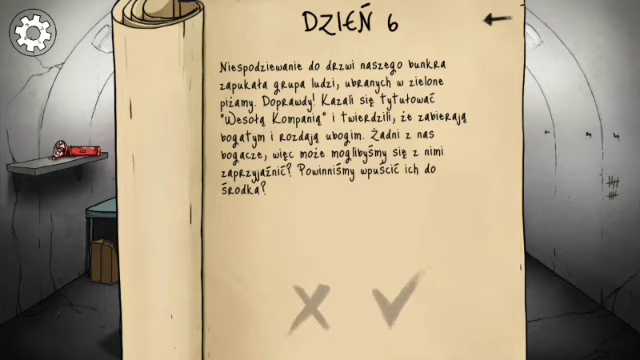 DZIEŃ 6
Niespodziewanie do drzwi naszego bunkra
zapukała grupa ludzi, ubranych w zielone
piżamy. Doprawdy! Kazali się tytułować
"Wesołą Kompanią" i twierdzili, że zabierają
bogatym i rozdają ubogim. Żadni z nas
bogacze, więc może moglibyśmy się z nimi
zaprzyjaźnić? Powinniśmy wpuścić ich do
środka?